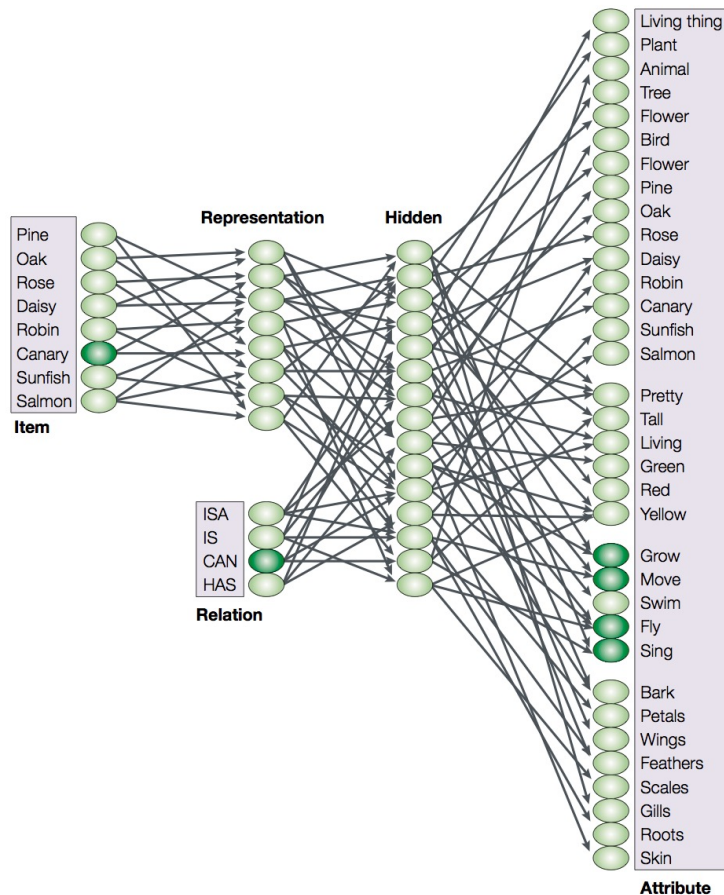 Living thing
Plant
Animal
Tree
Flower
Bird
Flower
Pine
Oak
Rose
Daisy
Robin
Canary
Sunfish
Salmon
Pretty
Tall
Living
Green
Red
Yellow
Grow
Move
Swim
Fly
Sing
Bark
Petals
Wings
Feathers
Scales
Gills
Roots
Skin
Attribute
Representation
Hidden
Pine
Oak
Rose
Daisy
Robin
Canary
Sunfish
Salmon
Item
ISA
IS
CAN
HAS
Relation